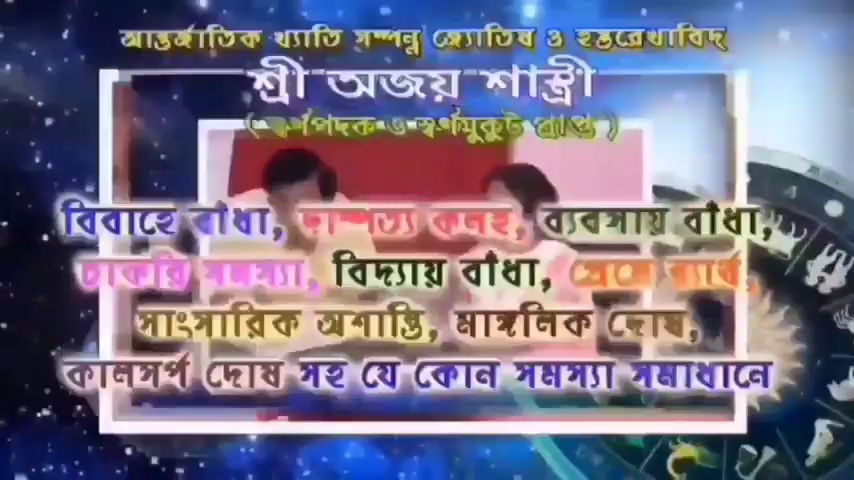 আন্তর্জাতিক খ্যাতি সম্পন্ন জ্যোতিষ ও হস্তরেখাবিদ্
শ্রী অজয় শাস্ত্রী
( স্বর্ণপদক ও স্বর্ণমুকুট প্রাপ্ত )
বিবাহে বাঁধা, দাম্পত্য কলহ, ব্যবসায় বাঁধা,
চাকরি সমস্যা, বিদ্যায় বাঁধা, প্রেমে ব্যার্থ,
সাংসারিক অশান্তি, মাঙ্গলিক দোষ,
কালসর্প দোষ সহ যে কোন সমস্যা সমাধানে